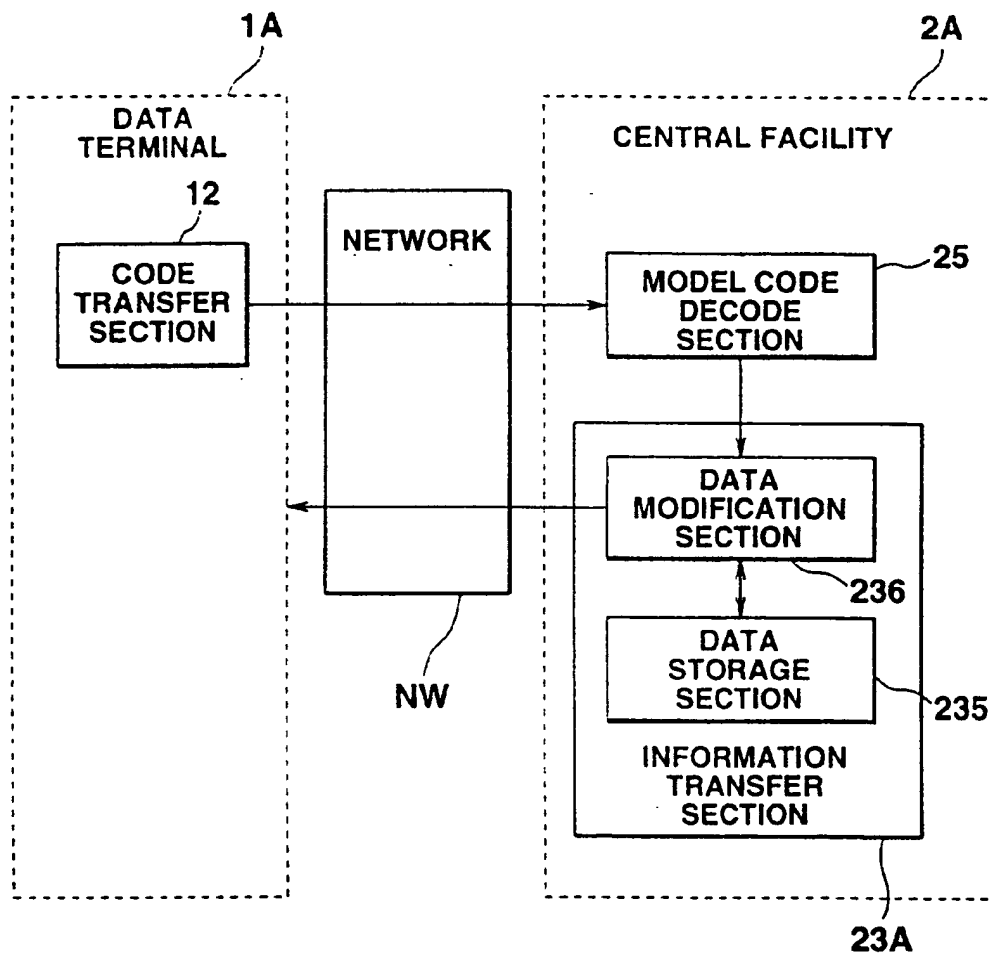 1A
2A
DATA
TERMINAL
CENTRAL FACILITY
12
NETWORK
25
CODE
TRANSFER
SECTION
MODEL CODE
DECODE
SECTION
DATA
MODIFICATION
SECTION
236
DATA
STORAGE
SECTION
235
NW
INFORMATION
TRANSFER
SECTION
23A